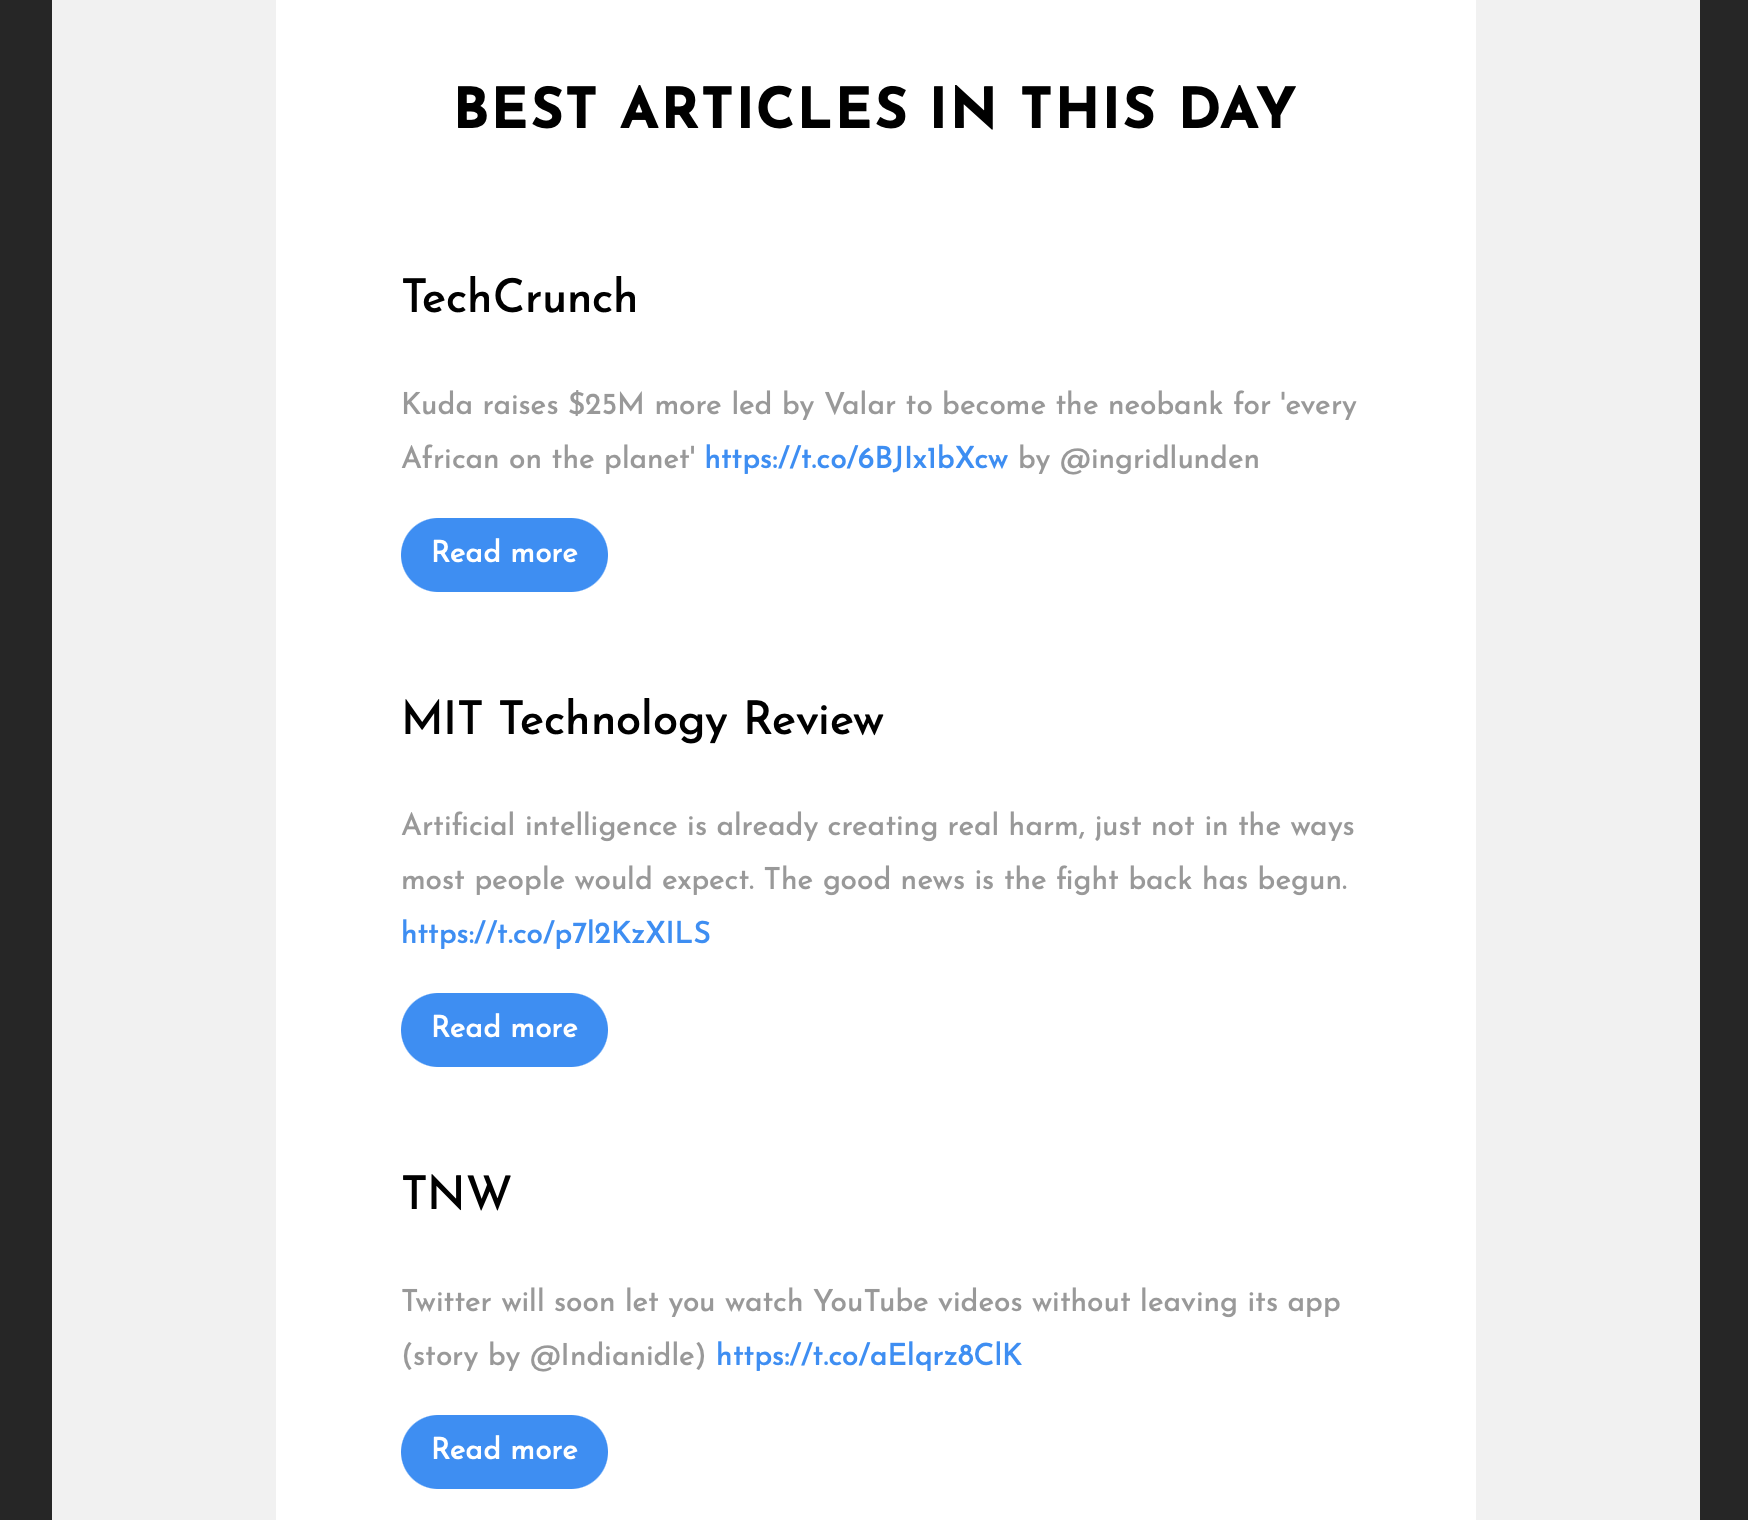 BEST ARTICLES IN THIS DAY
TechCrunch
Kuda raises $25M more led by Valar to become the neobank for 'every
African on the planet' https://t.co/6BJIx1bXcw by @ingridlunden
Read more
MIT Technology Review
Artificial intelligence is already creating real harm, just not in the ways
most people would expect. The good news is the fight back has begun.
https://t.co/p7l2KzXILS
Read more
TNW
Twitter will soon let you watch YouTube videos without leaving its app
(story by @Indianidle) https://t.co/aElqrz8ClK
Read more